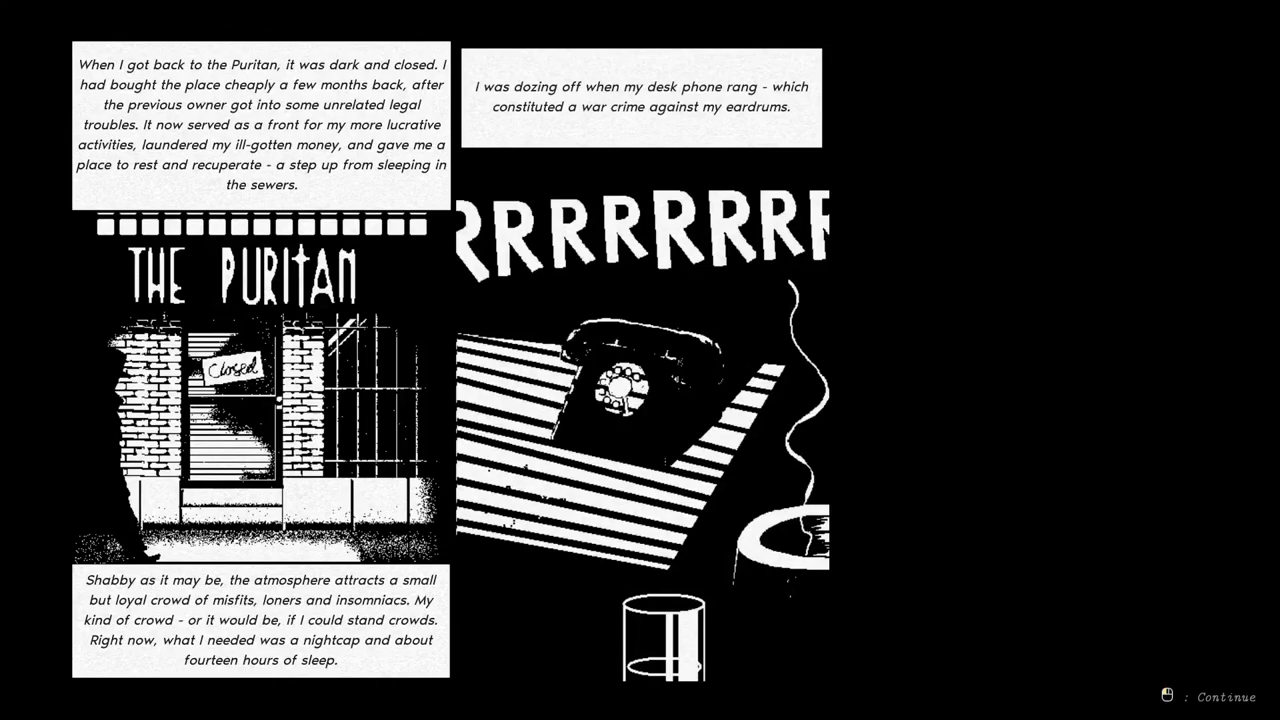 When I got back to the Puritan, it was dark and closed. I
had bought the place cheaply a few months back, after
the previous owner got into some unrelated legal
troubles. It now served as a front for my more lucrative
activities, laundered my ill-gotten money, and gave me a
place to rest and recuperate - a step up from sleeping in
the sewers.
THE PURITAN
Closed
Shabby as it may be, the atmosphere attracts a small
but loyal crowd of misfits, loners and insomniacs. My
kind of crowd - or it would be, if I could stand crowds.
Right now, what I needed was a nightcap and about
fourteen hours of sleep.
I was dozing off when my desk phone rang - which
constituted a war crime against my eardrums.
RRRRRRRR
: Continue